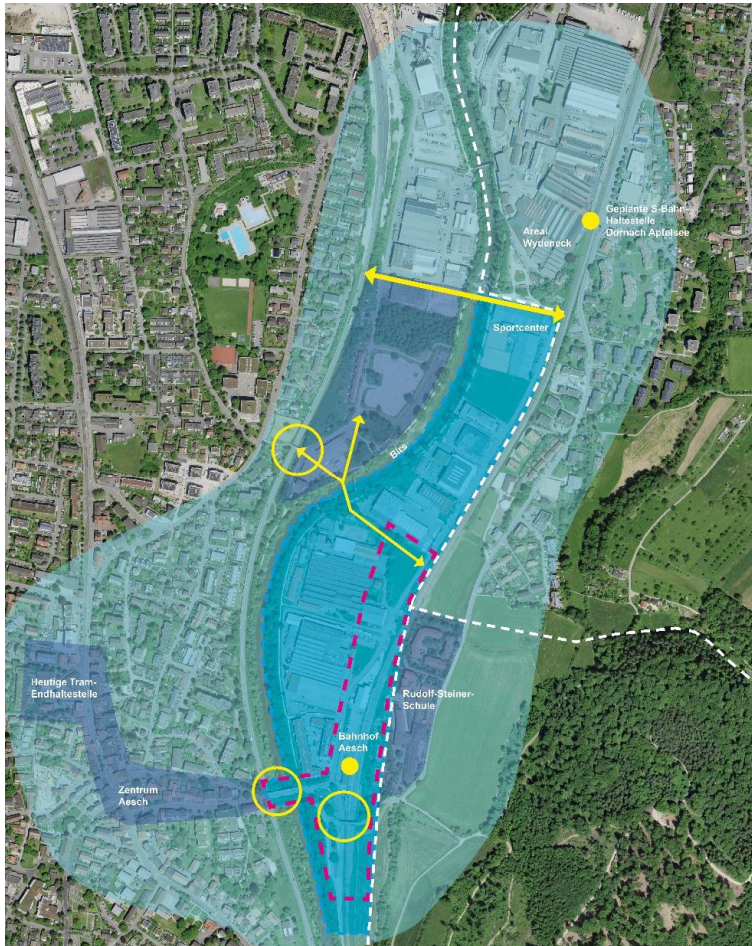 Geplante S-Bahn-
Haltestelle
Dornach Apfelsee
Areal
Wydeneck
Sportcenter
Birs
Heutige Tram-
Endhaltestelle
Rudolf-Steiner-
Schule
Bahnhof
Aesch
Zentrum
Aesch